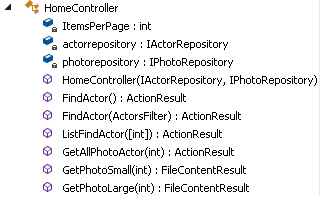 HomeController
ItemsPerPage : int
actorrepository : IActorRepository
photorepository : IPhotoRepository
HomeController(IActorRepository, IPhotoRepository)
FindActor() : ActionResult
FindActor(ActorsFilter) : ActionResult
ListFindActor([int]) : ActionResult
GetAllPhotoActor(int) : ActionResult
GetPhotoSmall(int) : FileContentResult
GetPhotoLarge(int) : FileContentResult